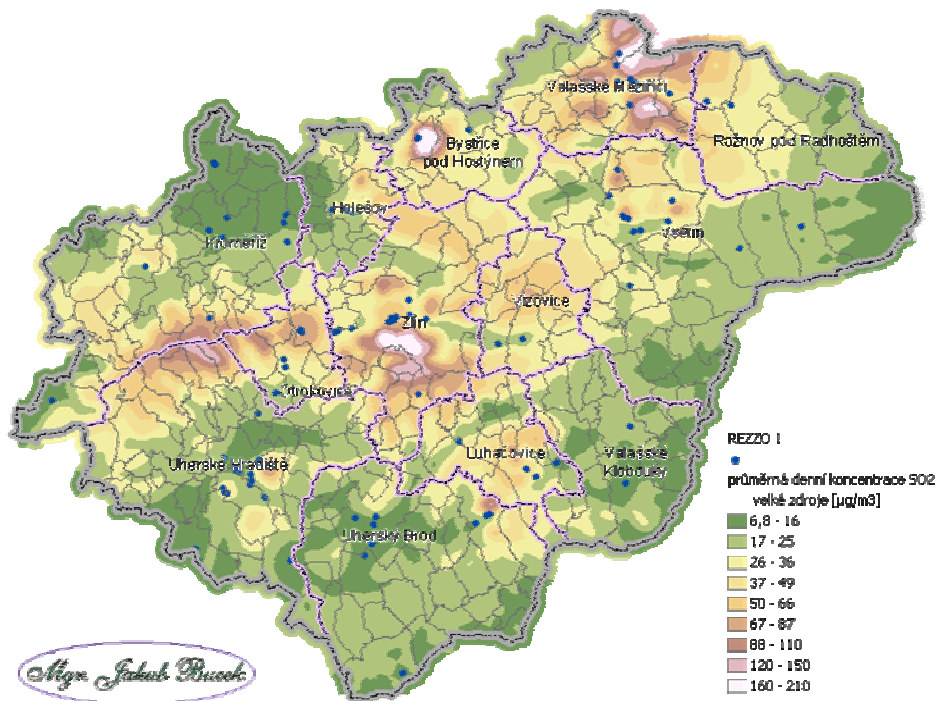 Valašské Meziříčí
Rožnov pod Radhoštěm
Bystřice
pod Hostýnem
Holešov
Kroměříž
Vsetín
Vizovice
Zlín
Otrokovice
Luhačovice
Valašské
Klobouky
Uherské Hradiště
Uherský Brod
REZZO 1
průměrná denní koncentrace SO2
velké zdroje [µg/m3]
6,8 - 16
17 - 25
26 - 36
37 - 49
50 - 66
67 - 87
88 - 110
120 - 150
160 - 210
Mgr. Jakub Bucek